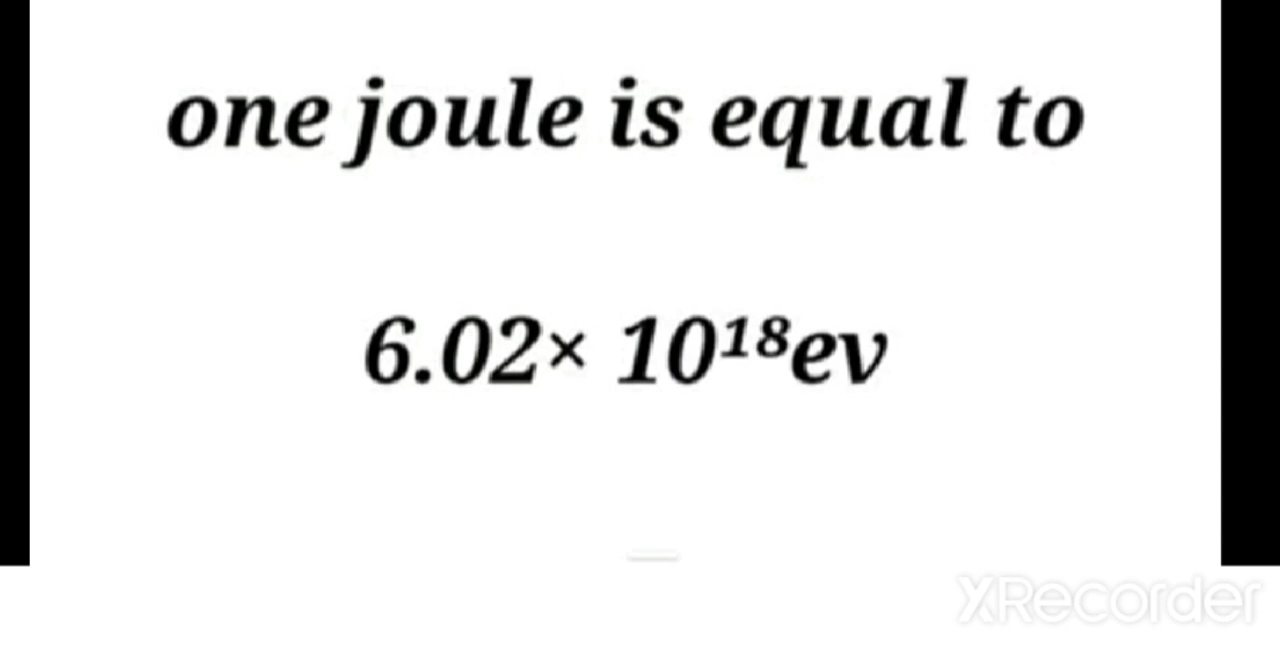 one joule is equal to
6.02× 10¹⁸ev
XRecorder